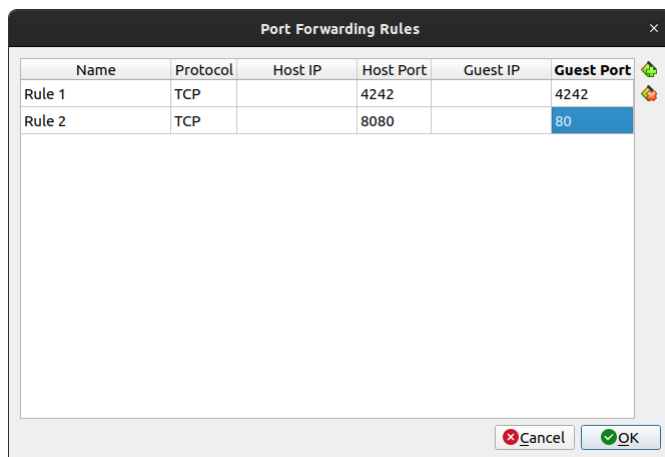 Port Forwarding Rules
Name Protocol Host IP Host Port Guest IP Guest Port
Rule 1 TCP 4242 4242
Rule 2 TCP 8080 80
Cancel OK